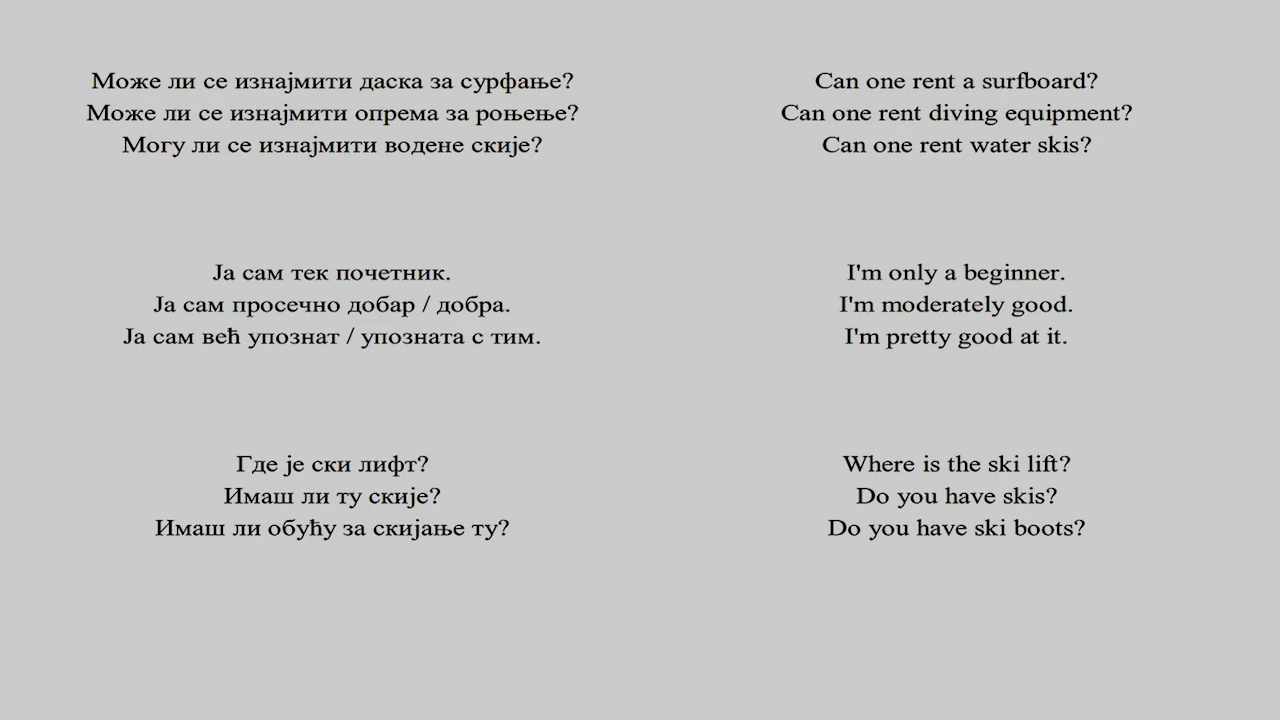 Може ли се изнајмити даска за сурфање?
Може ли се изнајмити опрема за роњење?
Могу ли се изнајмити водене скије?
Can one rent a surfboard?
Can one rent diving equipment?
Can one rent water skis?
Ја сам тек почетник.
Ја сам просечно добар / добра.
Ја сам већ упознат / упозната с тим.
I'm only a beginner.
I'm moderately good.
I'm pretty good at it.
Где је ски лифт?
Имаш ли ту скије?
Имаш ли обућу за скијање ту?
Where is the ski lift?
Do you have skis?
Do you have ski boots?